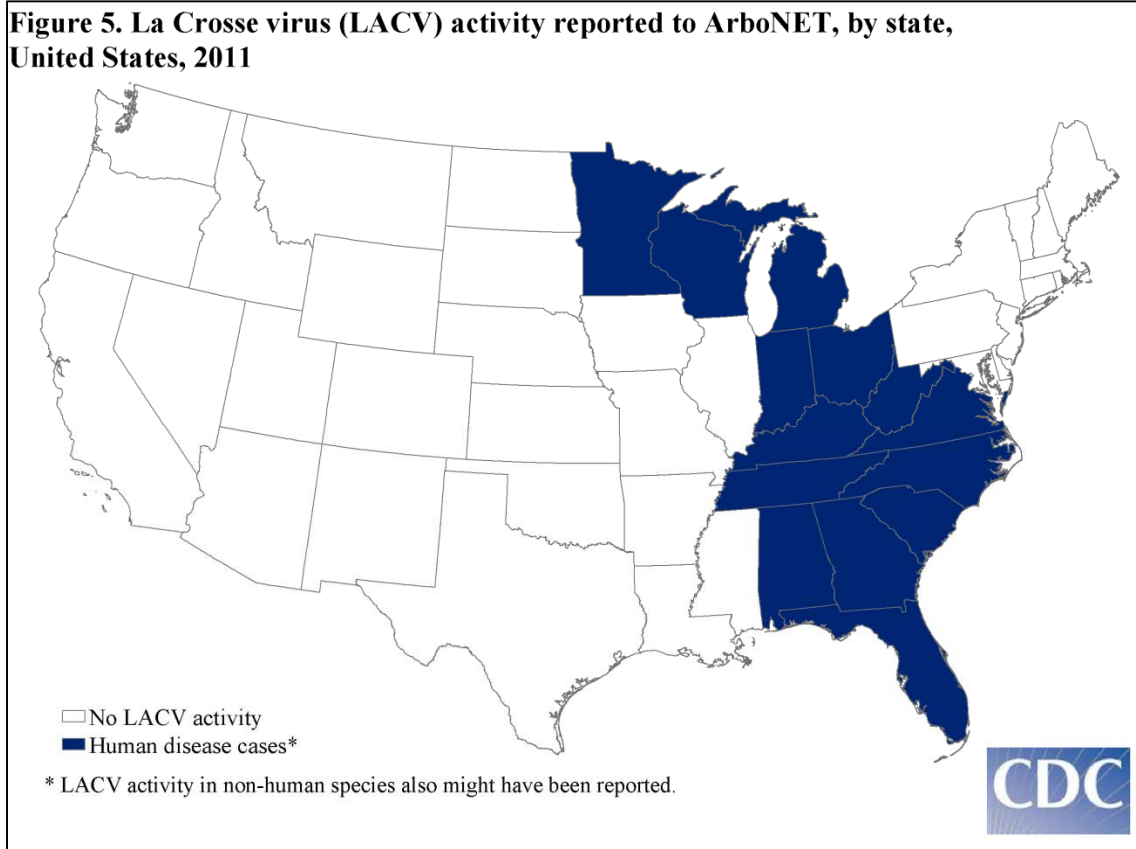 Figure 5. La Crosse virus (LACV) activity reported to ArboNET, by state,
United States, 2011
No LACV activity
Human disease cases*
* LACV activity in non-human species also might have been reported.
CDC